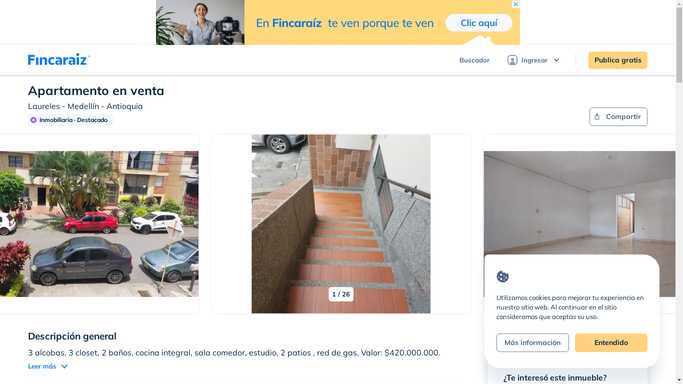 En Fincaraíz te ven porque te ven
Clic aquí
Fincaraíz
Buscador
Ingresar
Publica gratis
Apartamento en venta
Laureles - Medellín - Antioquia
Inmobiliaria - Destacado
Compartir
1 / 26
Descripción general
3 alcobas, 3 closet, 2 baños, cocina integral, sala comedor, estudio, 2 patios , red de gas. Valor: $420.000.000.
Leer más
Utilizamos cookies para mejorar tu experiencia en
nuestro sitio web. Al continuar en el sitio
consideramos que aceptas su uso.
Más información
Entendido
¿Te interesó este inmueble?